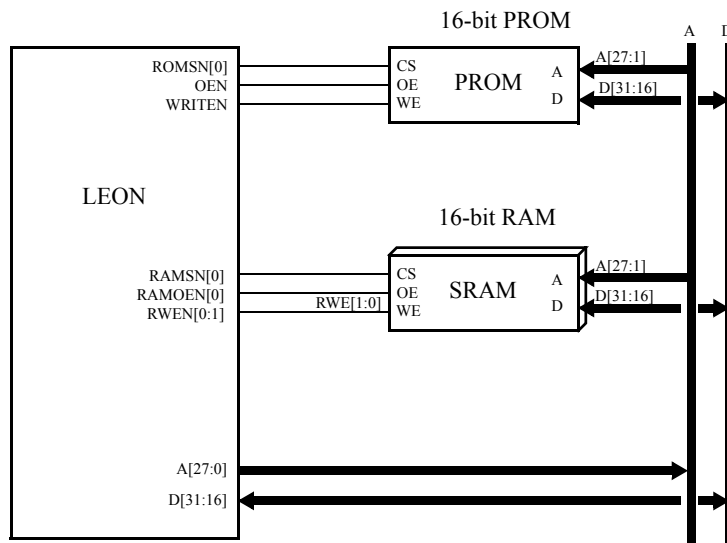 16-bit PROM
A D
ROMSN[0] CS A A[27:1]
OEN OE PROM
WRITEN WE D D[31:16]
LEON
16-bit RAM
RAMSN[0] CS A A[27:1]
RAMOEN[0] OE SRAM
RWEN[0:1] RWE[1:0] WE D D[31:16]
A[27:0]
D[31:16]